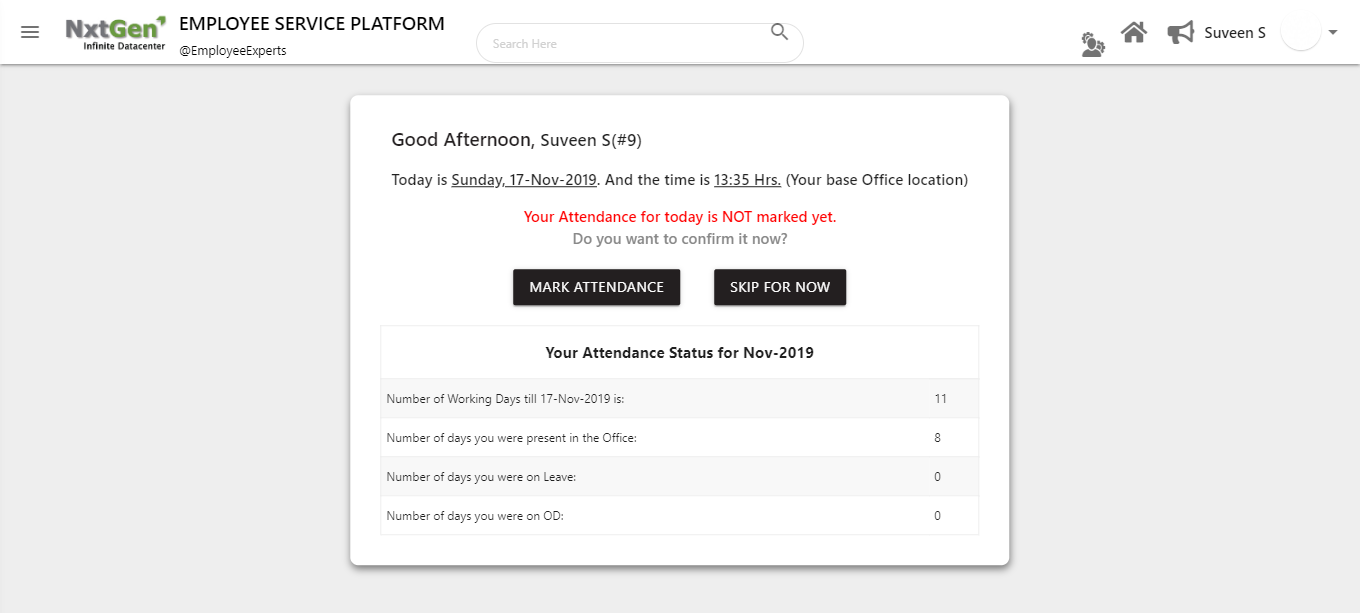 NxtGen
Infinite Datacenter
EMPLOYEE SERVICE PLATFORM
@EmployeeExperts
Search Here
Suveen S
Good Afternoon, Suveen S(#9)
Today is Sunday, 17-Nov-2019. And the time is 13:35 Hrs. (Your base Office location)
Your Attendance for today is NOT marked yet.
Do you want to confirm it now?
MARK ATTENDANCE SKIP FOR NOW
Your Attendance Status for Nov-2019
Number of Working Days till 17-Nov-2019 is: 11
Number of days you were present in the Office: 8
Number of days you were on Leave: 0
Number of days you were on OD: 0